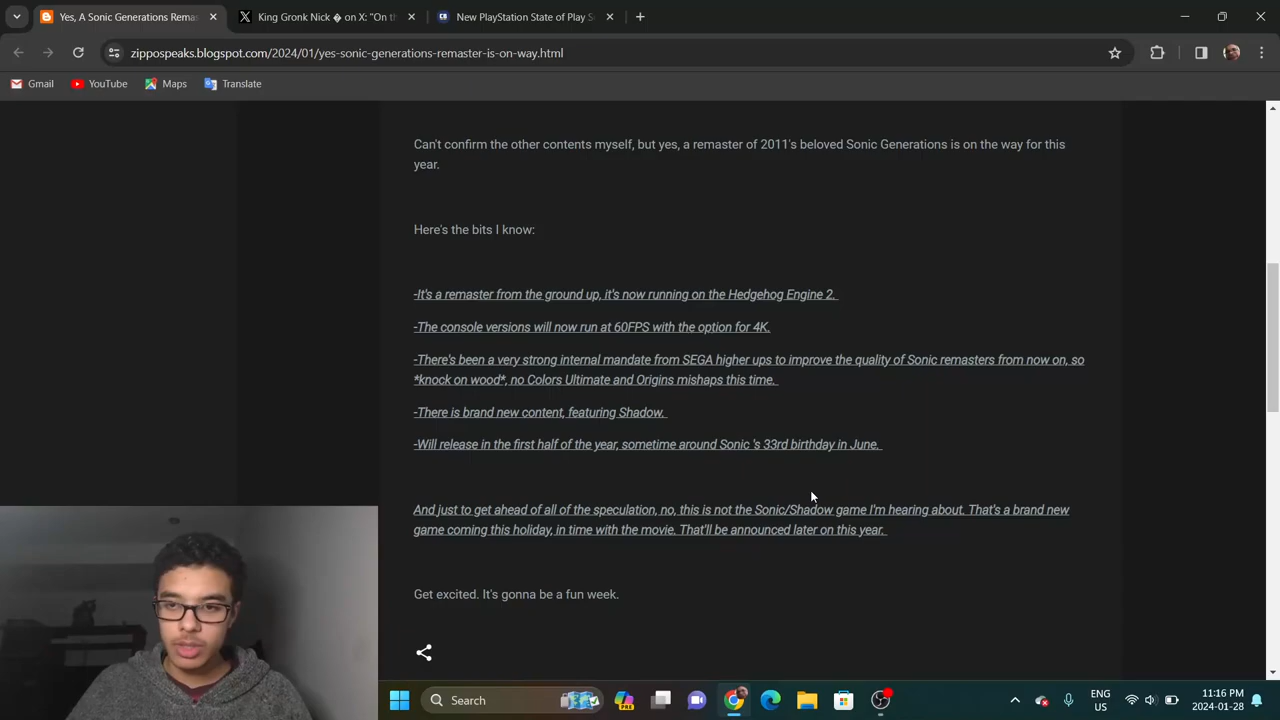 Yes, A Sonic Generations Remas
King Gronk Nick � on X: "On th
New PlayStation State of Play S
zippospeaks.blogspot.com/2024/01/yes-sonic-generations-remaster-is-on-way.html
Gmail
YouTube
Maps
Translate
Can't confirm the other contents myself, but yes, a remaster of 2011's beloved Sonic Generations is on the way for this
year.
Here's the bits I know:
-It's a remaster from the ground up, it's now running on the Hedgehog Engine 2.
-The console versions will now run at 60FPS with the option for 4K.
-There's been a very strong internal mandate from SEGA higher ups to improve the quality of Sonic remasters from now on, so
*knock on wood*, no Colors Ultimate and Origins mishaps this time.
-There is brand new content, featuring Shadow.
-Will release in the first half of the year, sometime around Sonic 's 33rd birthday in June.
And just to get ahead of all of the speculation, no, this is not the Sonic/Shadow game I'm hearing about. That's a brand new
game coming this holiday, in time with the movie. That'll be announced later on this year.
Get excited. It's gonna be a fun week.
Search
PRE
ENG
US
11:16 PM
2024-01-28